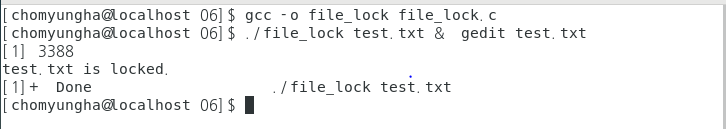 [chomyungha@localhost 06]$ gcc -o file_lock file_lock.c
[chomyungha@localhost 06]$ ./file_lock test.txt &  gedit test.txt
[1] 3388
test.txt is locked.
[1]+  Done                    ./file_lock test.txt
[chomyungha@localhost 06]$